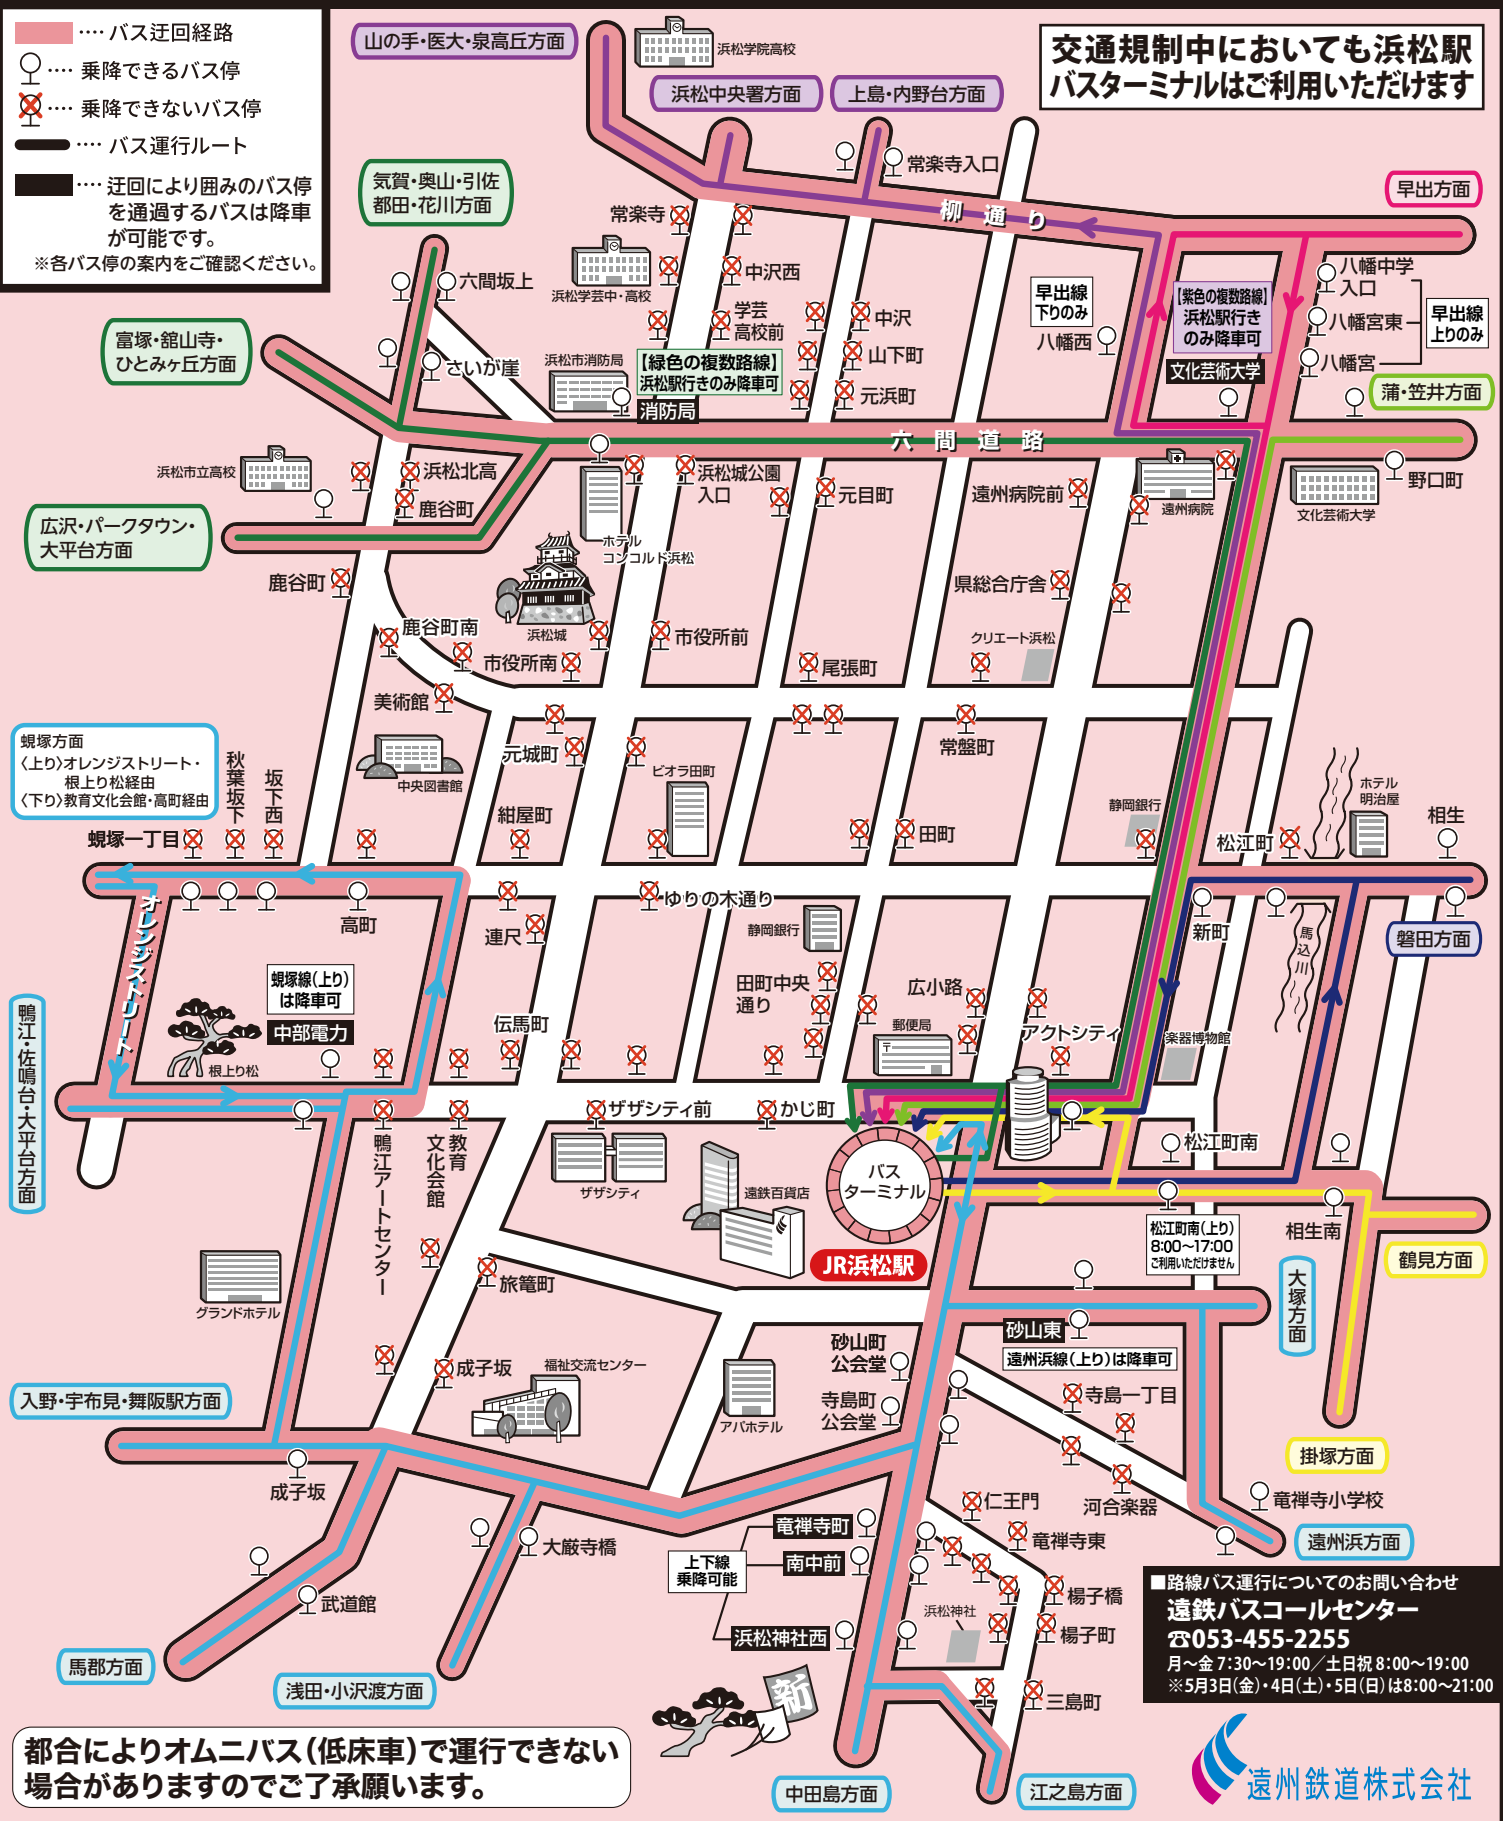 ‥‥ バス迂回経路
‥‥ 乗降できるバス停
‥‥ 乗降できないバス停
‥‥ バス運行ルート
‥‥ 迂回により囲みのバス停
を通過するバスは降車
が可能です。
※各バス停の案内をご確認ください。
交通規制中においても浜松駅
バスターミナルはご利用いただけます
山の手・医大・泉高丘方面
浜松学院高校
浜松中央署方面
上島・内野台方面
常楽寺入口
早出方面
気賀・奥山・引佐
都田・花川方面
常楽寺
柳通り
六間坂上
浜松学芸中・高校
中沢西
学芸
高校前
中沢
山下町
元浜町
早出線
下りのみ
八幡西
【紫色の複数路線】
浜松駅行き
のみ降車可
文化芸術大学
八幡中学
入口
八幡宮東
八幡宮
早出線
上りのみ
富塚・舘山寺・
ひとみヶ丘方面
さいが崖
浜松市消防局
【緑色の複数路線】
浜松駅行きのみ降車可
消防局
蒲・笠井方面
六間道路
浜松市立高校
浜松北高
鹿谷町
浜松城公園
入口
元目町
遠州病院前
遠州病院
文化芸術大学
野口町
広沢・パークタウン・
大平台方面
ホテル
コンコルド浜松
鹿谷町
浜松城
県総合庁舎
鹿谷町南
市役所南
市役所前
尾張町
クリエート浜松
美術館
常盤町
蜆塚方面
〈上り〉オレンジストリート・
根上り松経由
〈下り〉教育文化会館・高町経由
秋葉坂下
坂下西
中央図書館
元城町
ビオラ田町
ホテル
明治屋
蜆塚一丁目
紺屋町
田町
静岡銀行
松江町
相生
オレンジストリート
高町
連尺
ゆりの木通り
静岡銀行
新町
馬込川
磐田方面
蜆塚線(上り)
は降車可
中部電力
田町中央
通り
広小路
鴨江・佐鳴台・大平台方面
根上り松
伝馬町
郵便局
〒
アクトシティ
楽器博物館
ザザシティ前
かじ町
鴨江アートセンター
教育
文化会館
ザザシティ
遠鉄百貨店
バス
ターミナル
松江町南
松江町南(上り)
8:00〜17:00
ご利用いただけません
相生南
JR浜松駅
鶴見方面
大塚方面
グランドホテル
旅篭町
砂山東
遠州浜線(上り)は降車可
砂山町
公会堂
入野・宇布見・舞阪駅方面
成子坂
福祉交流センター
アパホテル
寺島町
公会堂
寺島一丁目
掛塚方面
成子坂
河合楽器
竜禅寺小学校
仁王門
竜禅寺町
竜禅寺東
遠州浜方面
大厳寺橋
上下線
乗降可能
南中前
武道館
浜松神社
楊子橋
浜松神社西
楊子町
■路線バス運行についてのお問い合わせ
遠鉄バスコールセンター
☎053-455-2255
月〜金 7:30〜19:00／土日祝 8:00〜19:00
※5月3日(金)・4日(土)・5日(日)は8:00〜21:00
馬郡方面
浅田・小沢渡方面
新
三島町
都合によりオムニバス(低床車)で運行できない
場合がありますのでご了承願います。
中田島方面
江之島方面
遠州鉄道株式会社